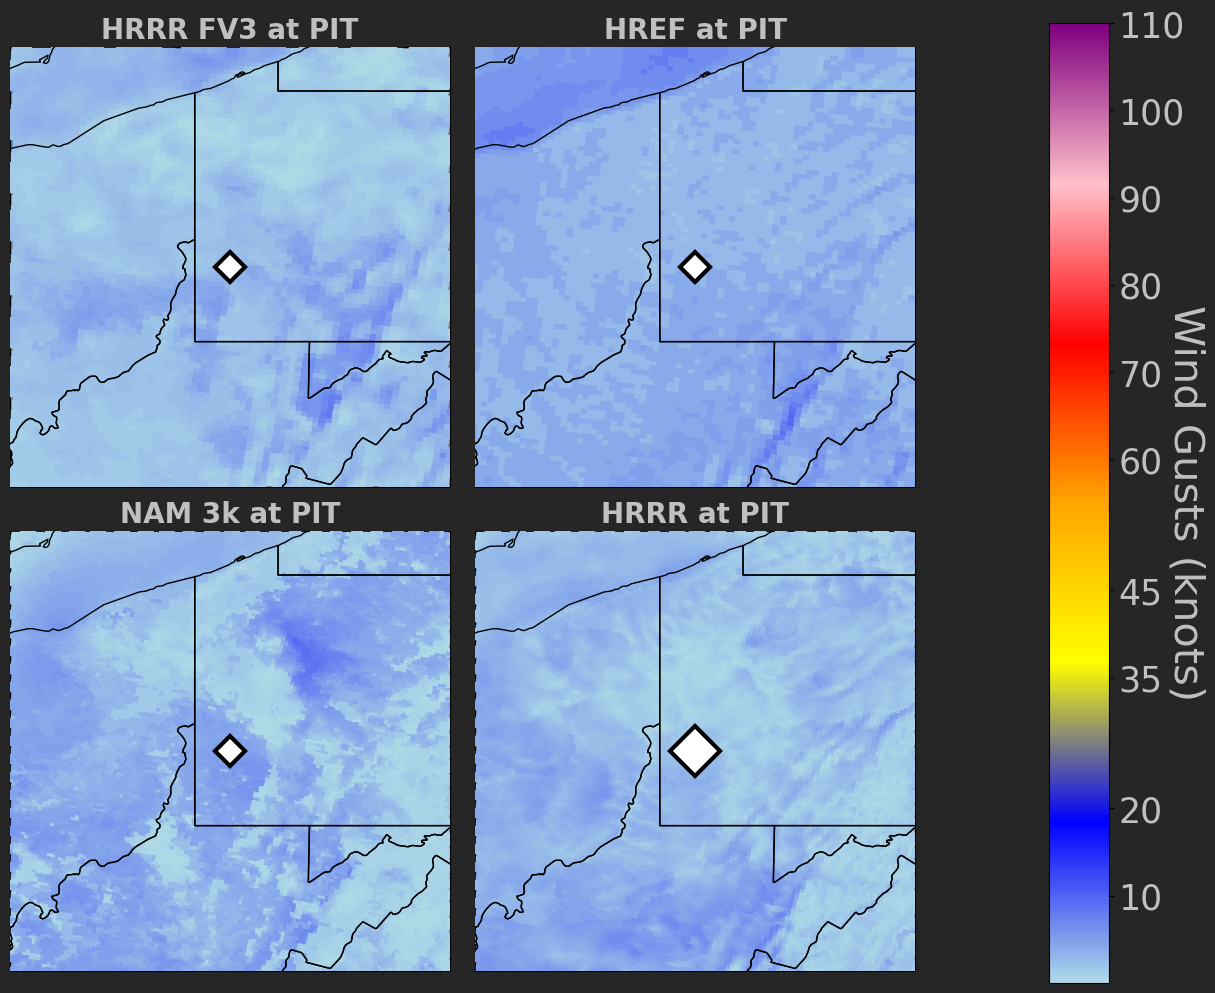 HRRR FV3 at PIT
HREF at PIT
NAM 3k at PIT
HRRR at PIT
110
100
90
80
70
60
45
35
20
10
Wind Gusts (knots)